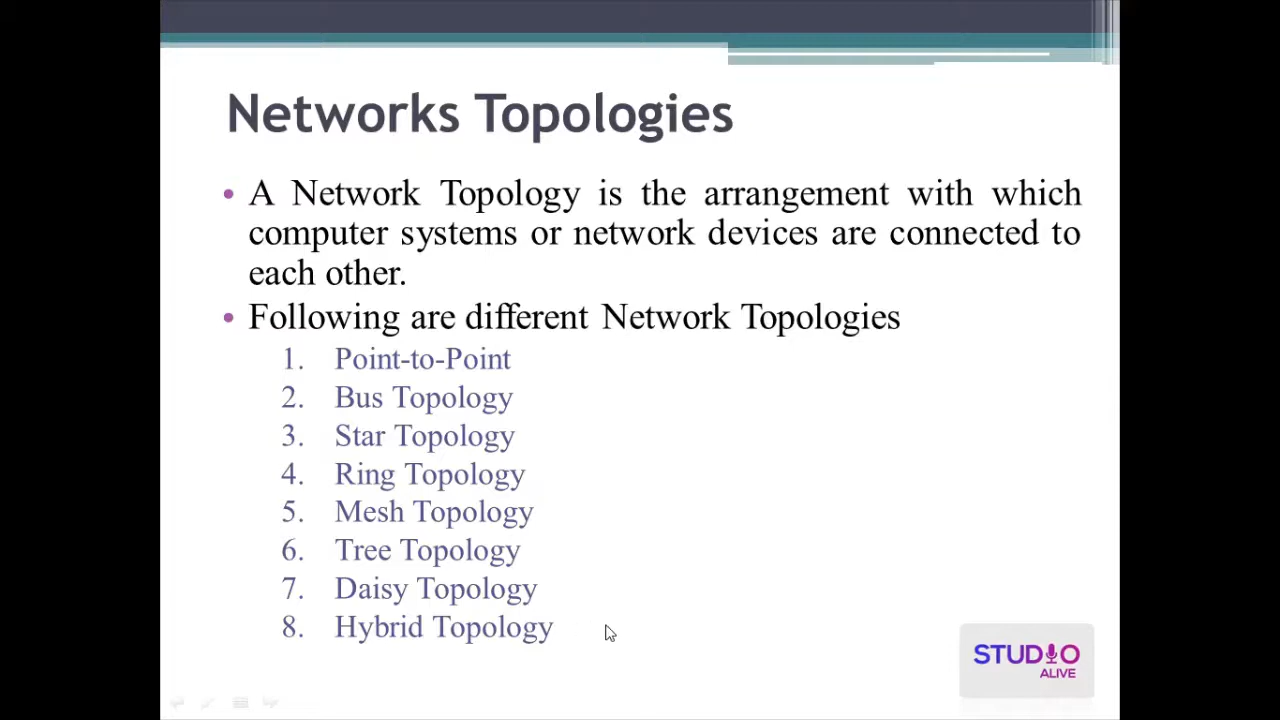 Networks Topologies
• A Network Topology is the arrangement with which
computer systems or network devices are connected to
each other.
• Following are different Network Topologies
1. Point-to-Point
2. Bus Topology
3. Star Topology
4. Ring Topology
5. Mesh Topology
6. Tree Topology
7. Daisy Topology
8. Hybrid Topology
STUDIO
ALIVE